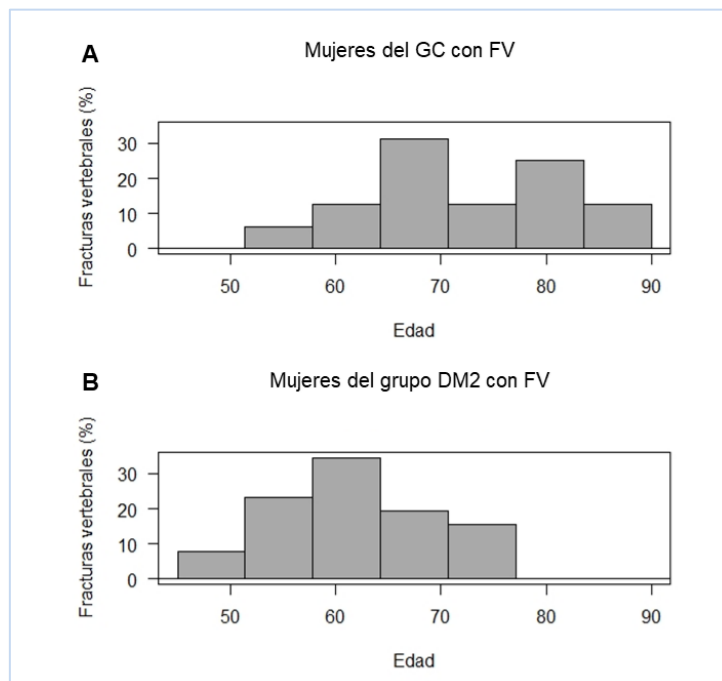 A
Mujeres del GC con FV
Fracturas vertebrales (%)
30
20
10
0
50 60 70 80 90
Edad
B
Mujeres del grupo DM2 con FV
Fracturas vertebrales (%)
30
20
10
0
50 60 70 80 90
Edad